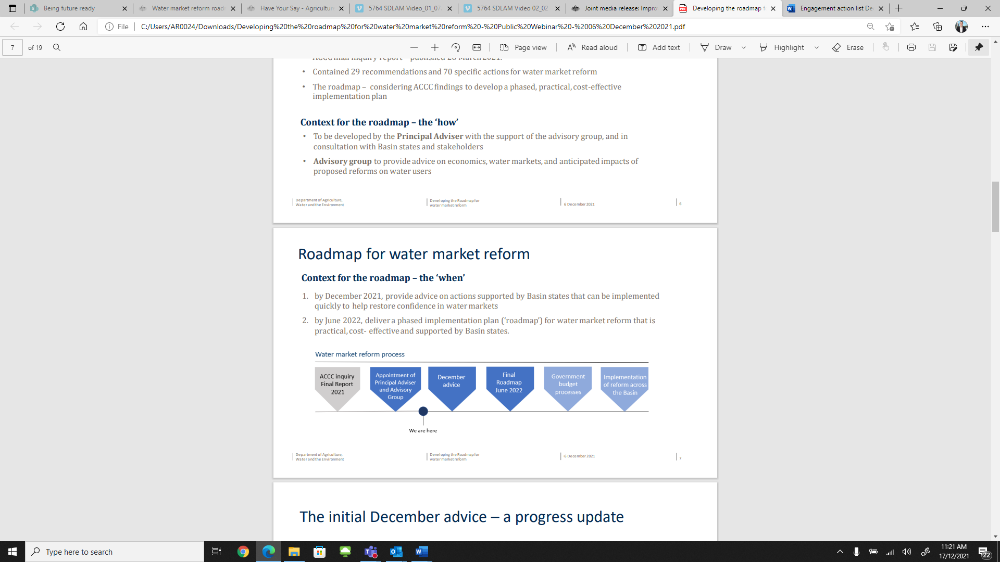 Being future ready
Water market reform road
Have Your Say - Agricultur
5764 SDLAM Video_01_07
5764 SDLAM Video 02_02
Joint media release: Impro
Developing the roadmap f
Engagement action list De
File
C:/Users/AR0024/Downloads/Developing%20the%20roadmap%20for%20water%20market%20reform%20-%20Public%20Webinar%20-%2006%20December%202021.pdf
7 of 19
Page view
Read aloud
Add text
Draw
Highlight
Erase
ACCC final inquiry report – published 26 March 2021.
• Contained 29 recommendations and 70 specific actions for water market reform
• The roadmap – considering ACCC findings to develop a phased, practical, cost-effective
implementation plan
Context for the roadmap – the ‘how’
• To be developed by the Principal Adviser with the support of the advisory group, and in
consultation with Basin states and stakeholders
• Advisory group to provide advice on economics, water markets, and anticipated impacts of
proposed reforms on water users
Department of Agriculture,
Water and the Environment
Developing the Roadmap for
water market reform
6 December 2021
6
Roadmap for water market reform
Context for the roadmap – the ‘when’
1. by December 2021, provide advice on actions supported by Basin states that can be implemented
quickly to help restore confidence in water markets
2. by June 2022, deliver a phased implementation plan (‘roadmap’) for water market reform that is
practical, cost- effective and supported by Basin states.
Water market reform process
ACCC inquiry
Final Report
2021
Appointment of
Principal Adviser
and Advisory
Group
December
advice
Final
Roadmap
June 2022
Government
budget
processes
Implementation
of reform across
the Basin
We are here
Department of Agriculture,
Water and the Environment
Developing the Roadmap for
water market reform
6 December 2021
7
The initial December advice – a progress update
Type here to search
11:21 AM
17/12/2021
22